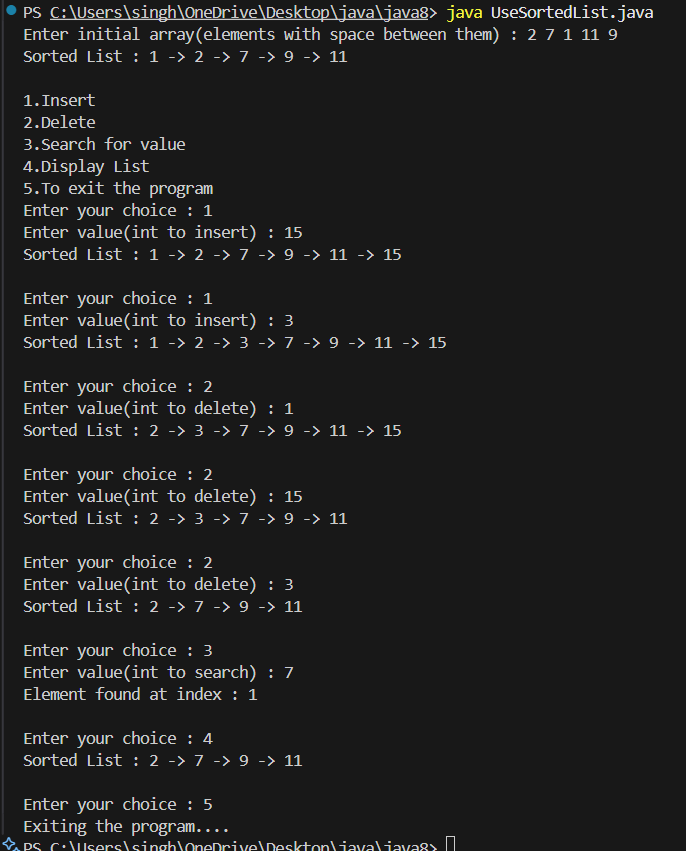 PS C:\Users\singh\OneDrive\Desktop\java\java8> java UseSortedList.java
Enter initial array(elements with space between them) : 2 7 1 11 9
Sorted List : 1 -> 2 -> 7 -> 9 -> 11
1.Insert
2.Delete
3.Search for value
4.Display List
5.To exit the program
Enter your choice : 1
Enter value(int to insert) : 15
Sorted List : 1 -> 2 -> 7 -> 9 -> 11 -> 15
Enter your choice : 1
Enter value(int to insert) : 3
Sorted List : 1 -> 2 -> 3 -> 7 -> 9 -> 11 -> 15
Enter your choice : 2
Enter value(int to delete) : 1
Sorted List : 2 -> 3 -> 7 -> 9 -> 11 -> 15
Enter your choice : 2
Enter value(int to delete) : 15
Sorted List : 2 -> 3 -> 7 -> 9 -> 11
Enter your choice : 2
Enter value(int to delete) : 3
Sorted List : 2 -> 7 -> 9 -> 11
Enter your choice : 3
Enter value(int to search) : 7
Element found at index : 1
Enter your choice : 4
Sorted List : 2 -> 7 -> 9 -> 11
Enter your choice : 5
Exiting the program....
PS C:\Users\singh\OneDrive\Desktop\java\java8>